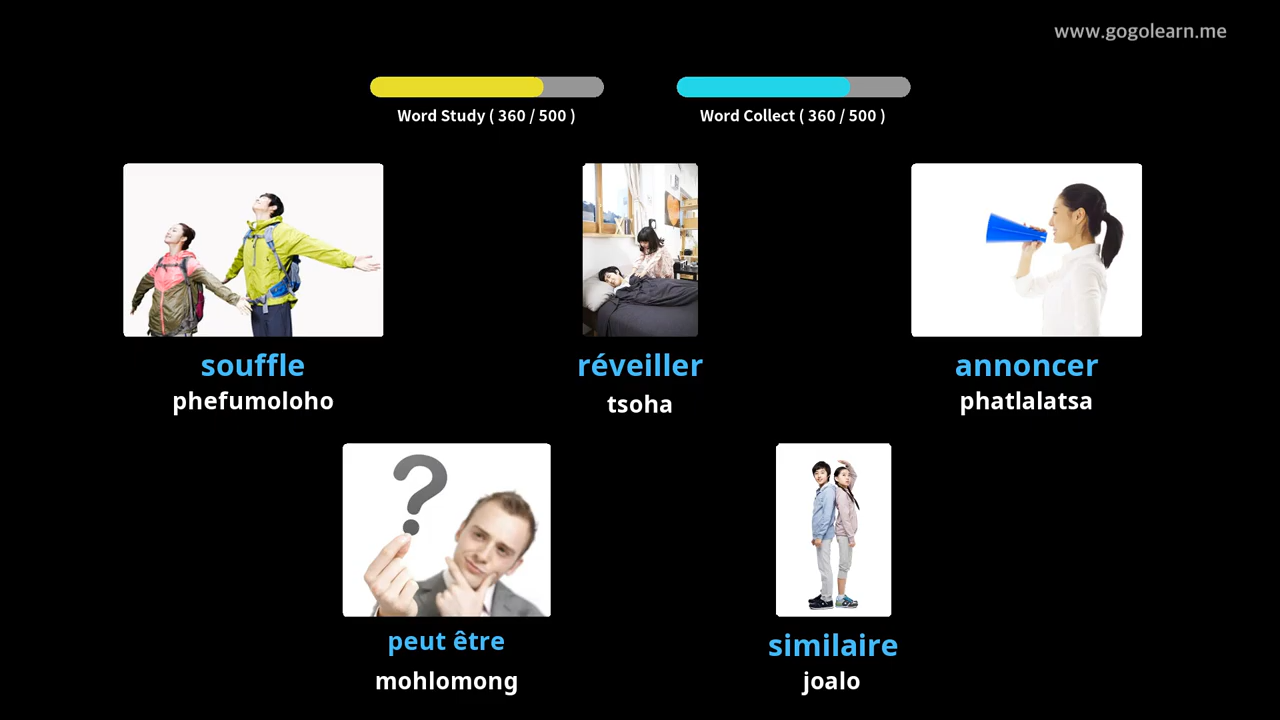 www.gogolearn.me
Word Study ( 360 / 500 )
Word Collect ( 360 / 500 )
souffle
phefumoloho
réveiller
tsoha
annoncer
phatlalatsa
peut être
mohlomong
similaire
joalo